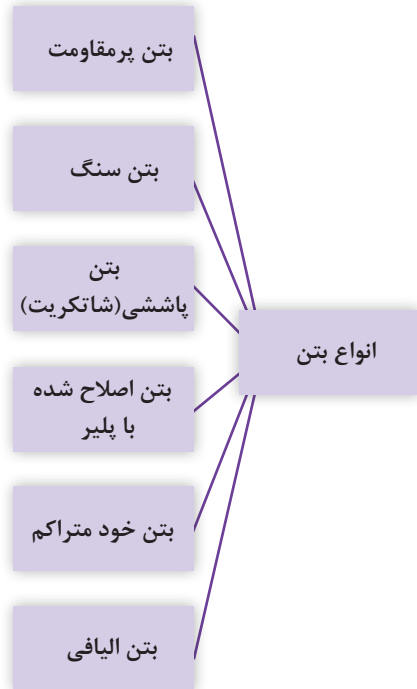 انواع بتن
بتن پرمقاومت
بتن سنگ
بتن
پاششی(شاتکریت)
بتن اصلاح شده
با پلیر
بتن خود متراکم
بتن الیافی